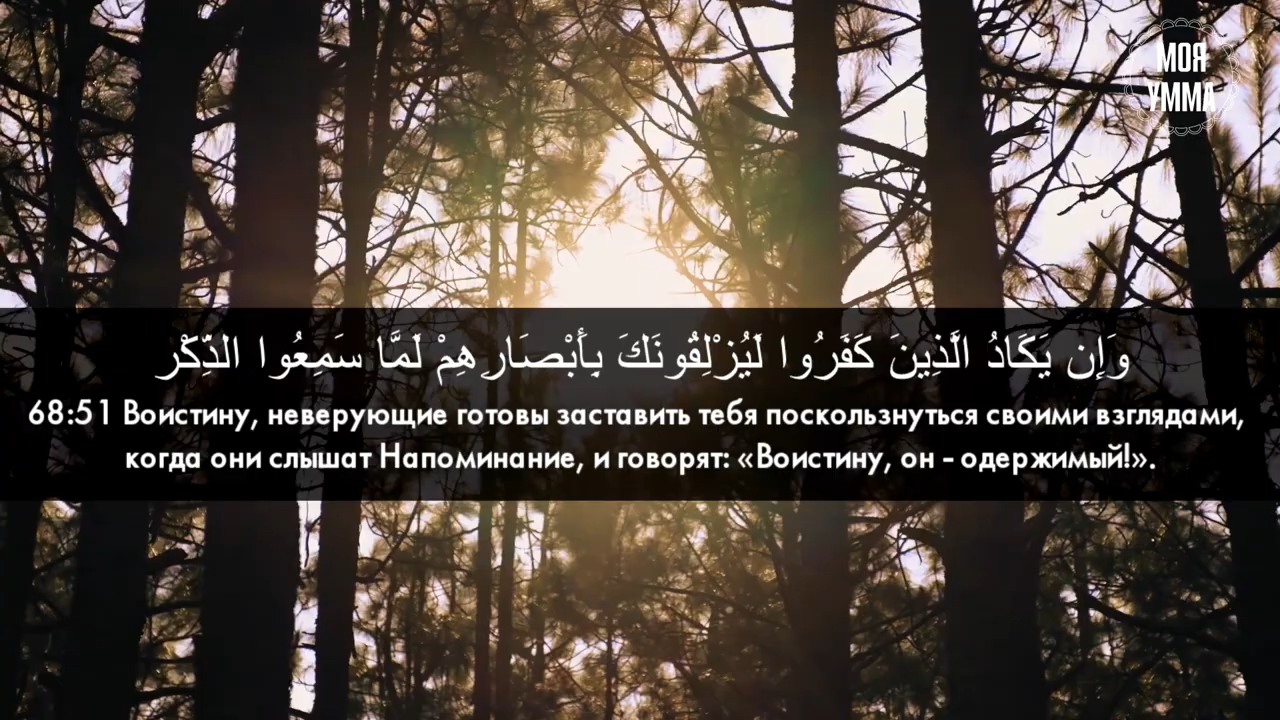 МОЯ
УММА
وَإِن يَكَادُ الَّذِينَ كَفَرُوا لَيُزْلِقُونَكَ بِأَبْصَارِهِمْ لَمَّا سَمِعُوا الذِّكْر
68:51 Воистину, неверующие готовы заставить тебя поскользнуться своими взглядами,
когда они слышат Напоминание, и говорят: «Воистину, он - одержимый!».